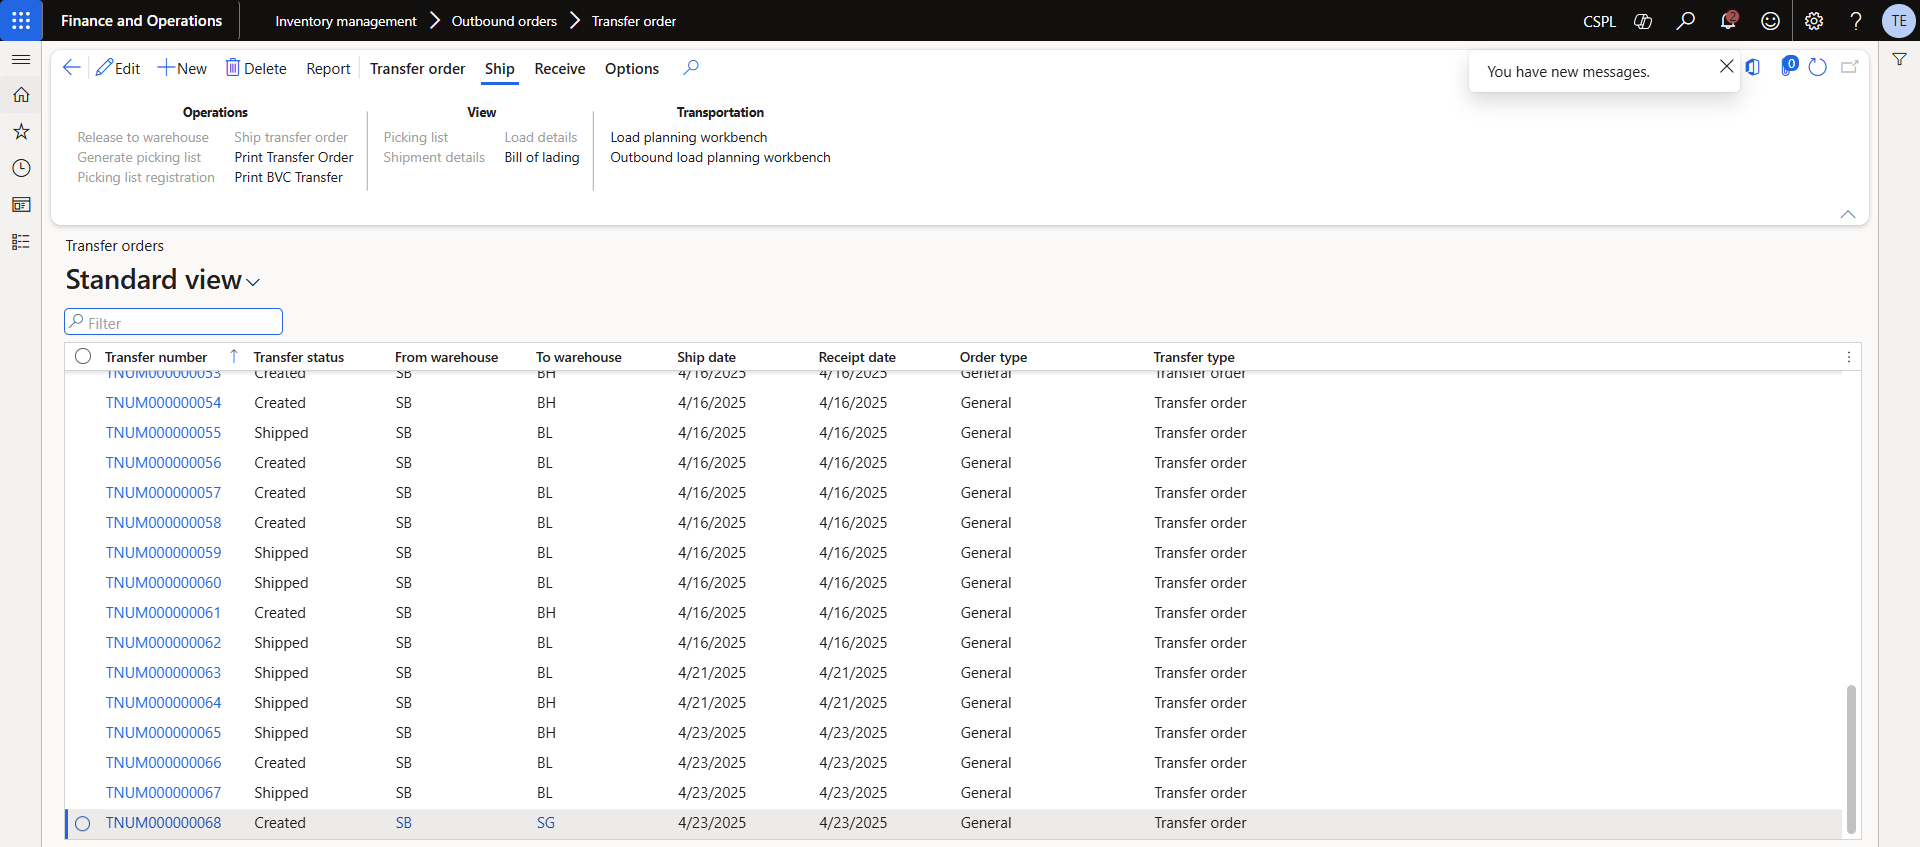 Finance and Operations
Inventory management > Outbound orders > Transfer order
CSPL
2
TE
Edit New Delete Report Transfer order Ship Receive Options
You have new messages.
0
Operations View Transportation
Release to warehouse Ship transfer order Picking list Load details Load planning workbench
Generate picking list Print Transfer Order Shipment details Bill of lading Outbound load planning workbench
Picking list registration Print BVC Transfer
Transfer orders
Standard view
Filter
Transfer number Transfer status From warehouse To warehouse Ship date Receipt date Order type Transfer type
TNUM000000053 Created SB BH 4/16/2025 4/16/2025 General Transfer order
TNUM000000054 Created SB BH 4/16/2025 4/16/2025 General Transfer order
TNUM000000055 Shipped SB BL 4/16/2025 4/16/2025 General Transfer order
TNUM000000056 Created SB BL 4/16/2025 4/16/2025 General Transfer order
TNUM000000057 Created SB BL 4/16/2025 4/16/2025 General Transfer order
TNUM000000058 Created SB BL 4/16/2025 4/16/2025 General Transfer order
TNUM000000059 Shipped SB BL 4/16/2025 4/16/2025 General Transfer order
TNUM000000060 Shipped SB BL 4/16/2025 4/16/2025 General Transfer order
TNUM000000061 Created SB BH 4/16/2025 4/16/2025 General Transfer order
TNUM000000062 Shipped SB BL 4/16/2025 4/16/2025 General Transfer order
TNUM000000063 Shipped SB BL 4/21/2025 4/21/2025 General Transfer order
TNUM000000064 Shipped SB BH 4/21/2025 4/21/2025 General Transfer order
TNUM000000065 Shipped SB BH 4/23/2025 4/23/2025 General Transfer order
TNUM000000066 Created SB BL 4/23/2025 4/23/2025 General Transfer order
TNUM000000067 Shipped SB BL 4/23/2025 4/23/2025 General Transfer order
TNUM000000068 Created SB SG 4/23/2025 4/23/2025 General Transfer order